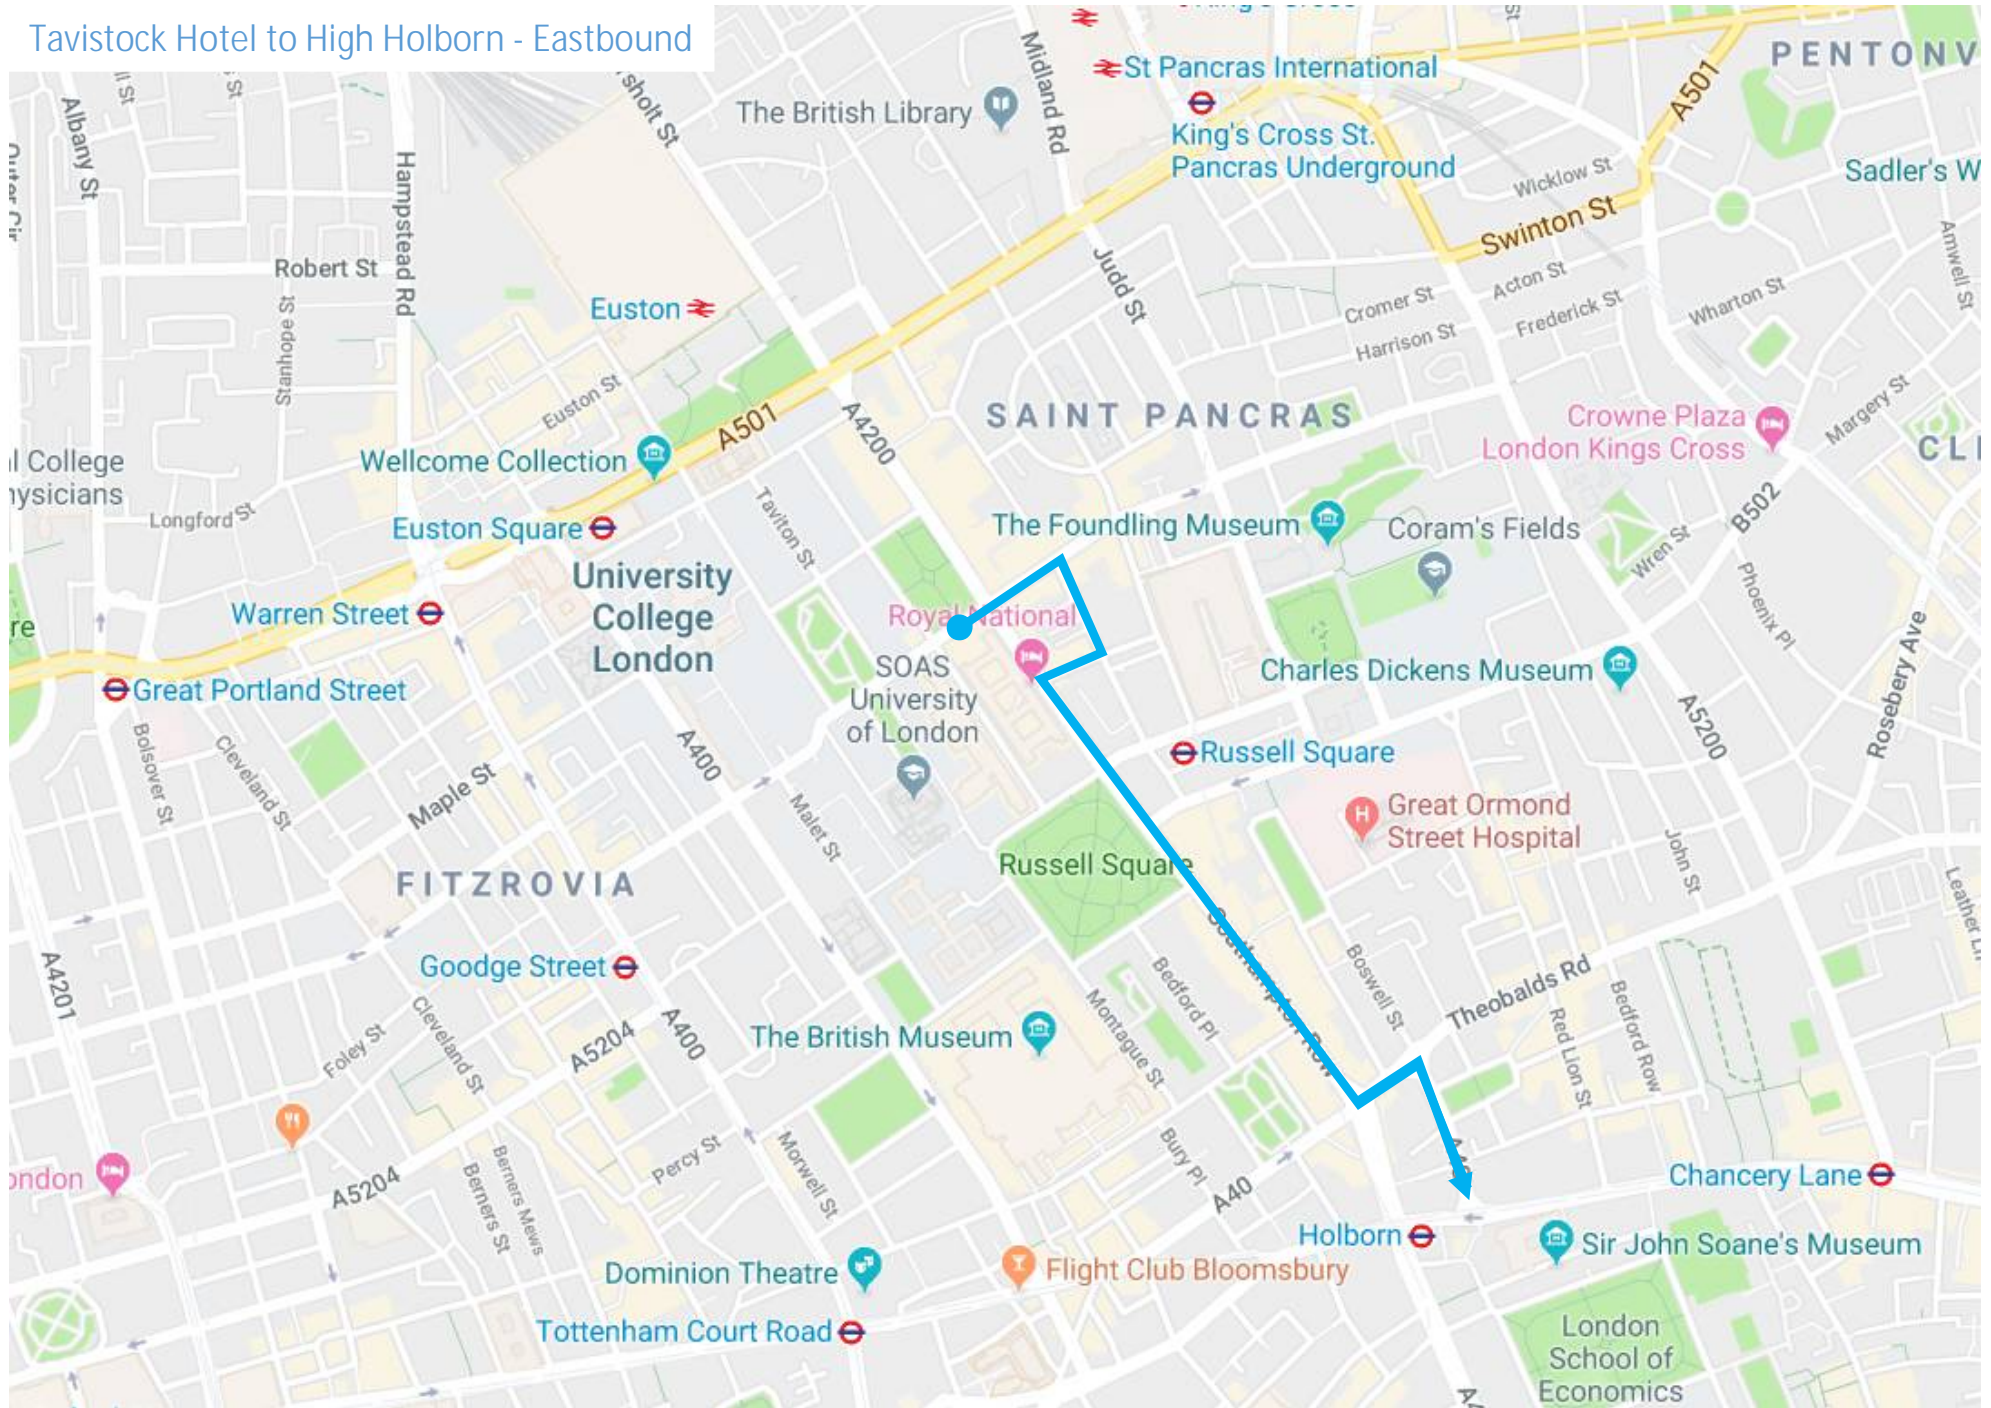 Tavistock Hotel to High Holborn - Eastbound
PENTONV
St Pancras International
King's Cross St.
Pancras Underground
The British Library
Midland Rd
A501
Albany St
Hampstead Rd
Wicklow St
Sadler's W
Swinton St
Amwell St
Robert St
Stanhope St
Judd St
Acton St
Cromer St
Frederick St
Wharton St
Harrison St
Euston
Euston St
A501
A4200
SAINT PANCRAS
Crowne Plaza
London Kings Cross
Margery St
l College
ysicians
Wellcome Collection
Longford St
Euston Square
Taviton St
The Foundling Museum
Coram's Fields
B502
Wren St
Phoenix Pl
University
College
London
Warren Street
re
Royal National
SOAS
University
of London
Charles Dickens Museum
A5200
Rosebery Ave
Great Portland Street
Bolsover St
Cleveland St
A400
Maple St
Malet St
Russell Square
Great Ormond
Street Hospital
John St
FITZROVIA
Russell Square
Southampton Row
Boswell St
Theobalds Rd
Bedford Row
Red Lion St
Goodge Street
A4201
Foley St
Cleveland St
A5204
A400
The British Museum
Bedford Pl
Montague St
Bury Pl
A40
Percy St
Morwell St
ondon
A5204
Berners St
Berners Mews
Chancery Lane
Holborn
Sir John Soane's Museum
Dominion Theatre
Flight Club Bloomsbury
Tottenham Court Road
London
School of
Economics